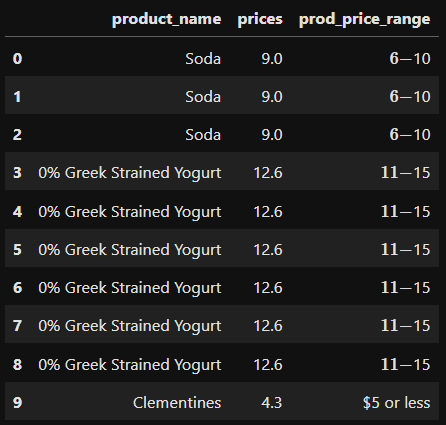 product_name prices prod_price_range
0 Soda 9.0 6−10
1 Soda 9.0 6−10
2 Soda 9.0 6−10
3 0% Greek Strained Yogurt 12.6 11−15
4 0% Greek Strained Yogurt 12.6 11−15
5 0% Greek Strained Yogurt 12.6 11−15
6 0% Greek Strained Yogurt 12.6 11−15
7 0% Greek Strained Yogurt 12.6 11−15
8 0% Greek Strained Yogurt 12.6 11−15
9 Clementines 4.3 $5 or less